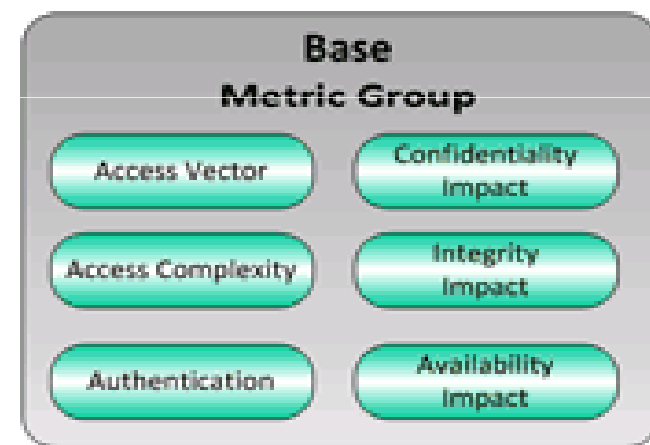 Base
Metric Group
Access Vector
Confidentiality
Impact
Access Complexity
Integrity
Impact
Authentication
Availability
Impact